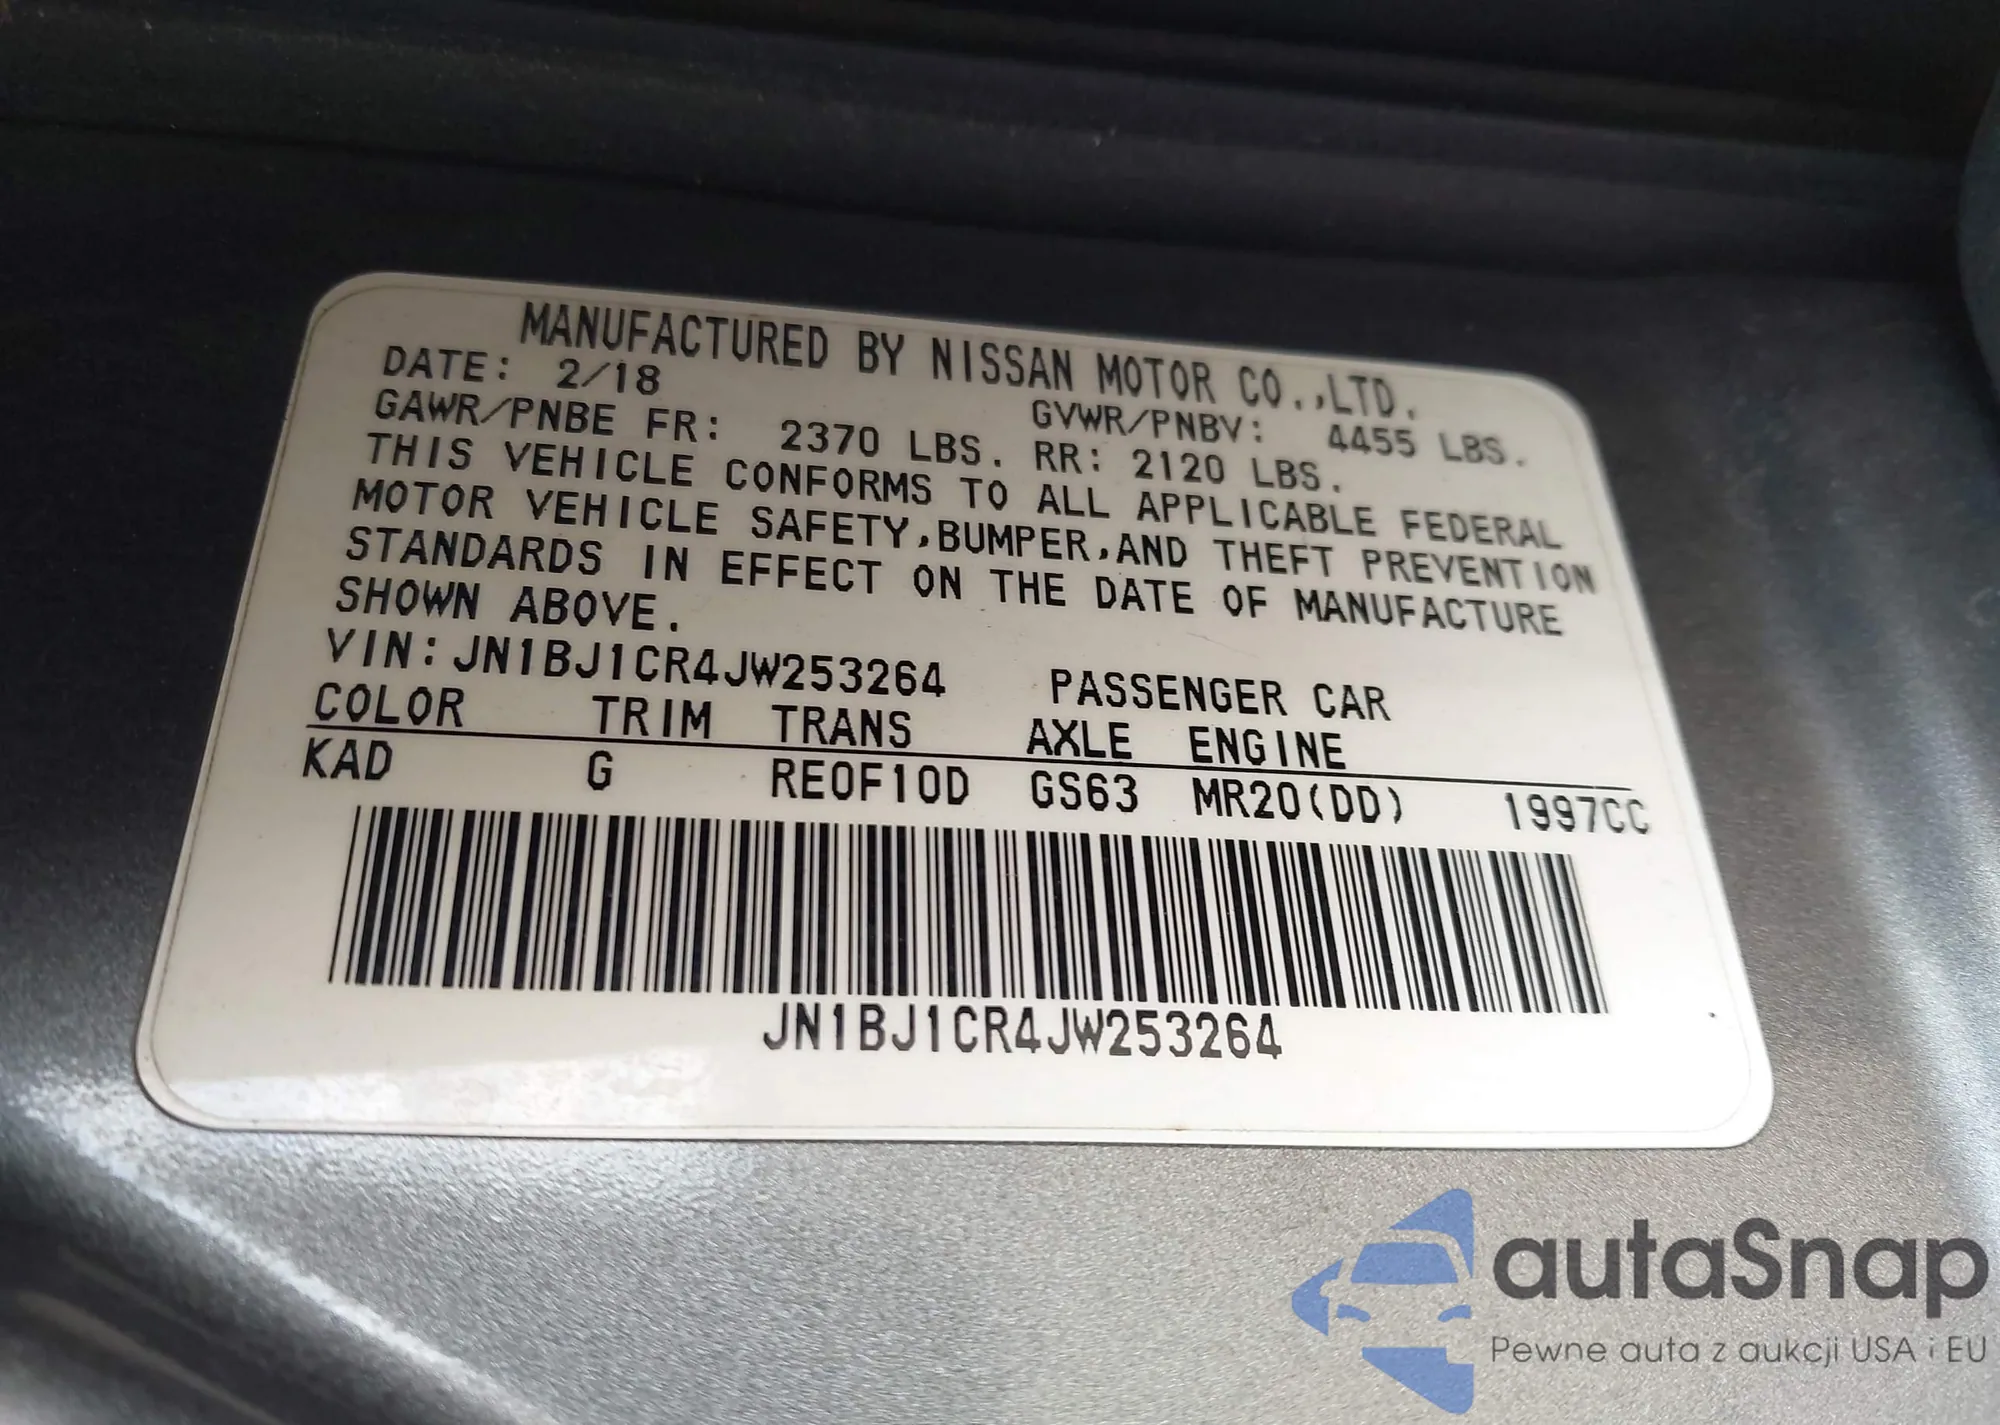 MANUFACTURED BY NISSAN MOTOR CO.,LTD.
DATE: 2/18 GVWR/PNBV: 4455 LBS.
GAWR/PNBE FR: 2370 LBS. RR: 2120 LBS.
THIS VEHICLE CONFORMS TO ALL APPLICABLE FEDERAL
MOTOR VEHICLE SAFETY,BUMPER,AND THEFT PREVENTION
STANDARDS IN EFFECT ON THE DATE OF MANUFACTURE
SHOWN ABOVE.
VIN:JN1BJ1CR4JW253264 PASSENGER CAR
COLOR TRIM TRANS AXLE ENGINE
KAD G RE0F10D GS63 MR20(DD) 1997CC
JN1BJ1CR4JW253264
autaSnap
Pewne auta z aukcji USA i EU